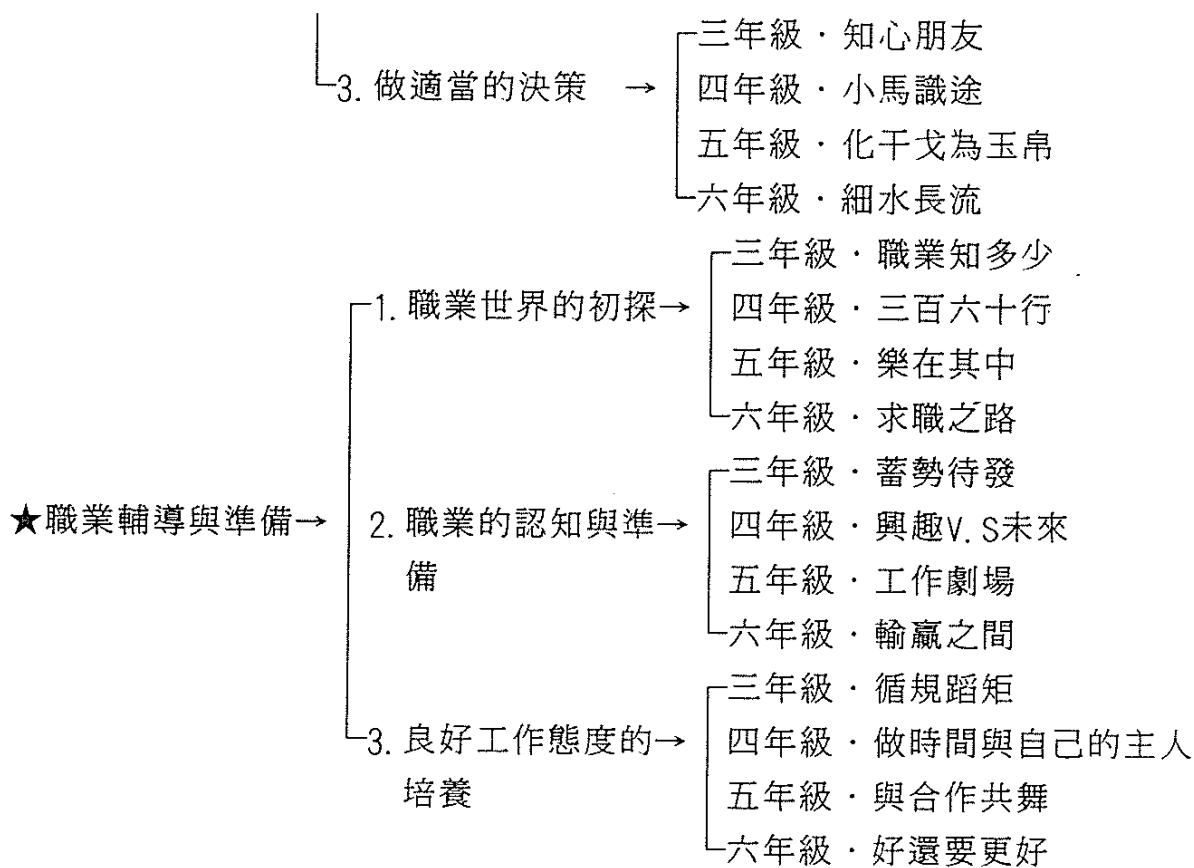 三年級・知心朋友
3. 做適當的決策 →
四年級・小馬識途
五年級・化干戈為玉帛
六年級・細水長流
三年級・職業知多少
1. 職業世界的初探→
四年級・三百六十行
五年級・樂在其中
六年級・求職之路
三年級・蓄勢待發
★職業輔導與準備→
2. 職業的認知與準→
備
四年級・興趣V.S未來
五年級・工作劇場
六年級・輸贏之間
三年級・循規蹈矩
3. 良好工作態度的→
培養
四年級・做時間與自己的主人
五年級・與合作共舞
六年級・好還要更好